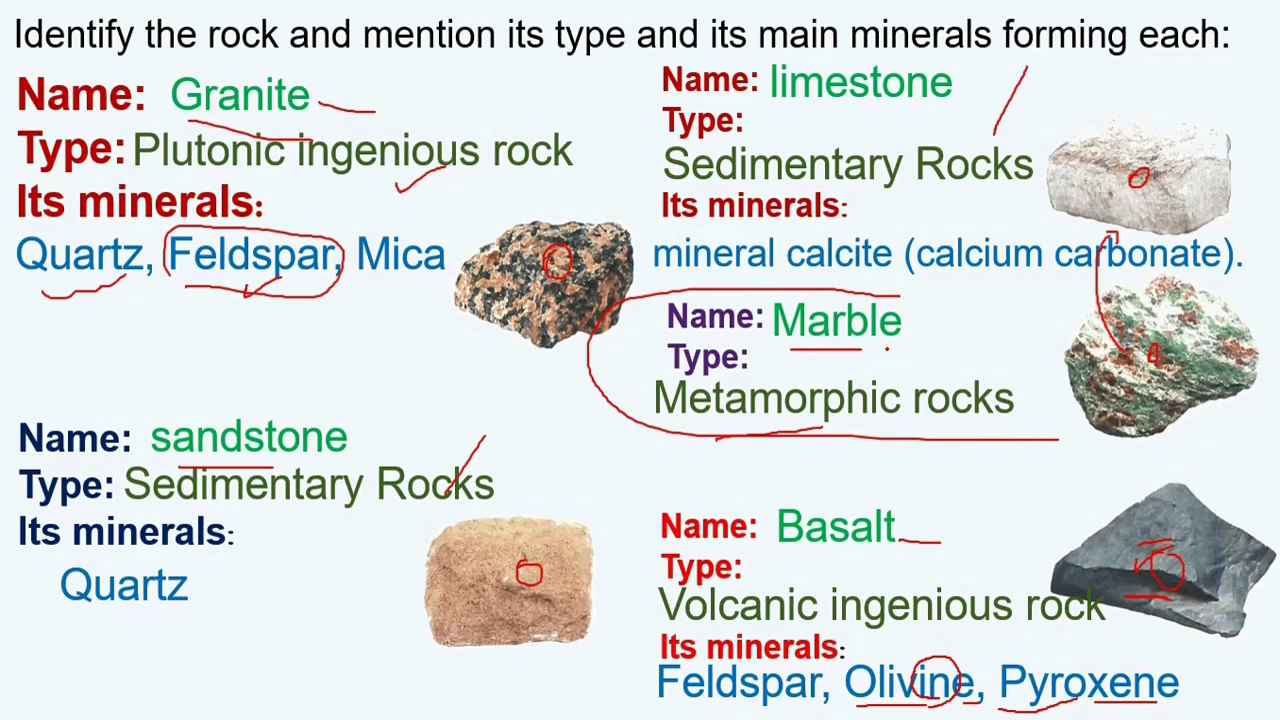 Identify the rock and mention its type and its main minerals forming each:
Name: Granite
Type: Plutonic ingenious rock
Its minerals:
Quartz, Feldspar, Mica
Name: sandstone
Type: Sedimentary Rocks
Its minerals:
Quartz
Name: limestone
Type:
Sedimentary Rocks
Its minerals:
mineral calcite (calcium carbonate).
Name: Marble
Type:
Metamorphic rocks
Name: Basalt
Type:
Volcanic ingenious rock
Its minerals:
Feldspar, Olivine, Pyroxene